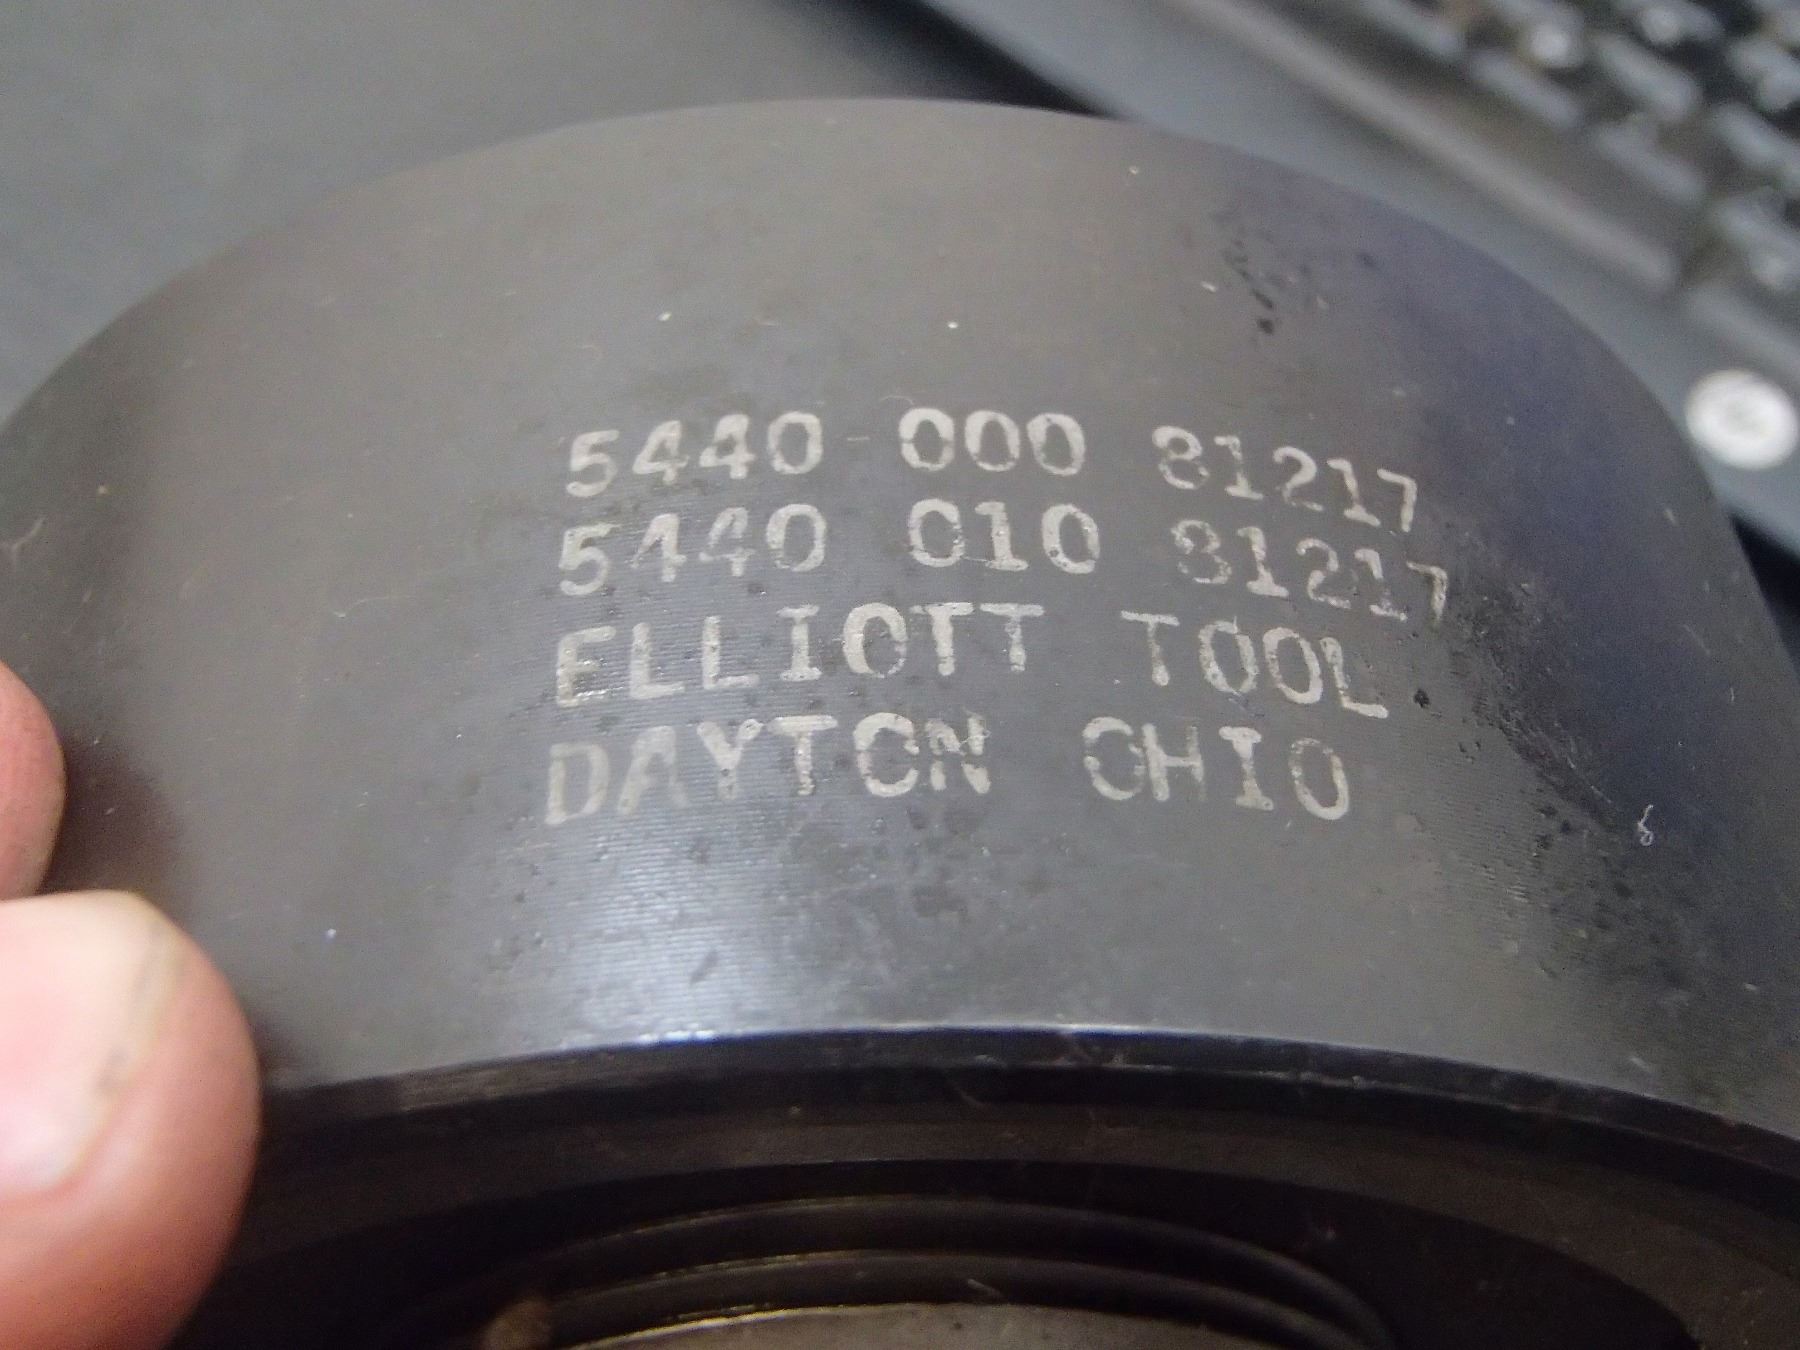 5440-000 81217
5440 010 81217
ELLIOTT TOOL
DAYTON OHIO